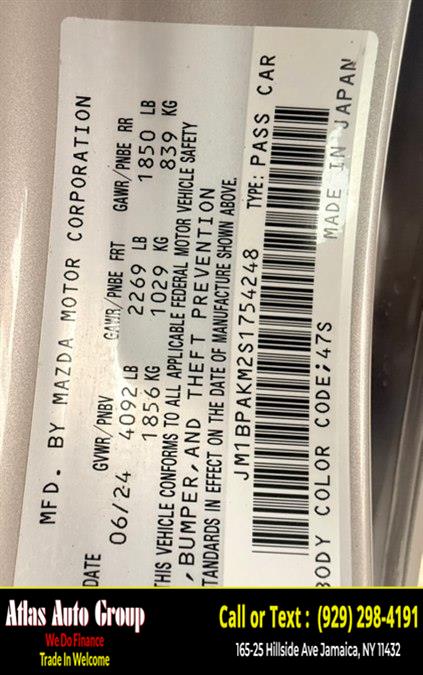 MFD. BY MAZDA MOTOR CORPORATION
DATE GVWR/PNBV GAWR/PNBE FRT GAWR/PNBE RR
06/24 4092 LB 2269 LB 1850 LB
1856 KG 1029 KG 839 KG
THIS VEHICLE CONFORMS TO ALL APPLICABLE FEDERAL MOTOR VEHICLE SAFETY
, BUMPER, AND THEFT PREVENTION
TANDARDS IN EFFECT ON THE DATE OF MANUFACTURE SHOWN ABOVE.
JM1BPAKM2S1754248 TYPE: PASS CAR
BODY COLOR CODE;47S MADE IN JAPAN
Atlas Auto Group
We Do Finance
Trade In Welcome
Call or Text : (929) 298-4191
165-25 Hillside Ave Jamaica, NY 11432